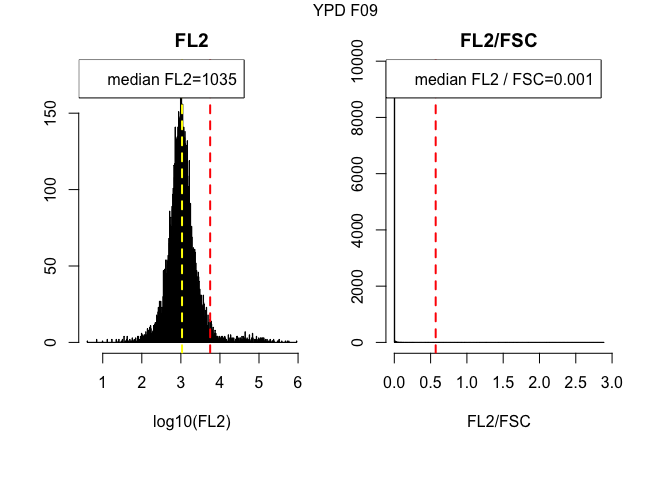 YPD F09
FL2
median FL2=1035
0
50
100
150
1 2 3 4 5 6
log10(FL2)
FL2/FSC
median FL2 / FSC=0.001
0
2000
4000
6000
8000
10000
0.0 0.5 1.0 1.5 2.0 2.5 3.0
FL2/FSC